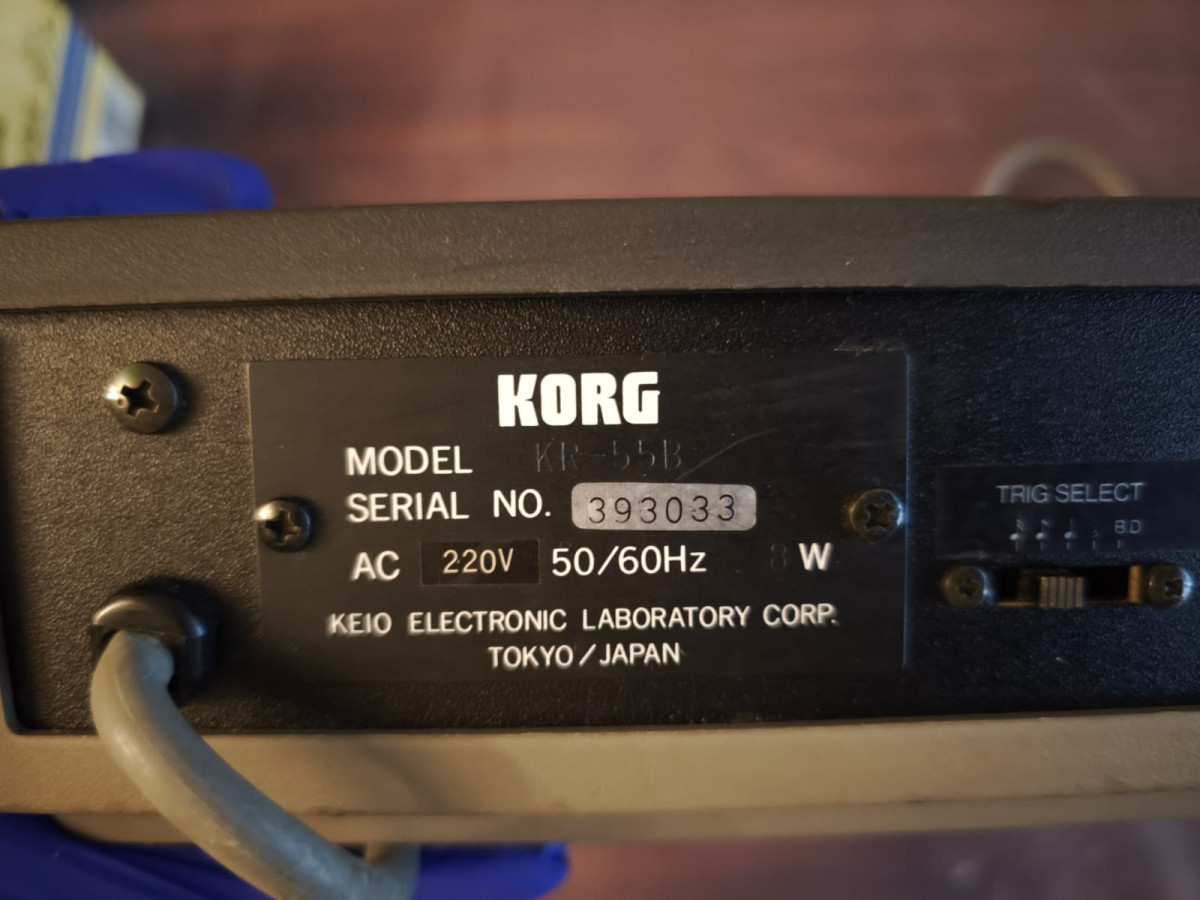 KORG
MODEL KR-55B
SERIAL NO. 393033
AC 220V 50/60Hz 8 W
KEIO ELECTRONIC LABORATORY CORP.
TOKYO/JAPAN
TRIG SELECT
B.D